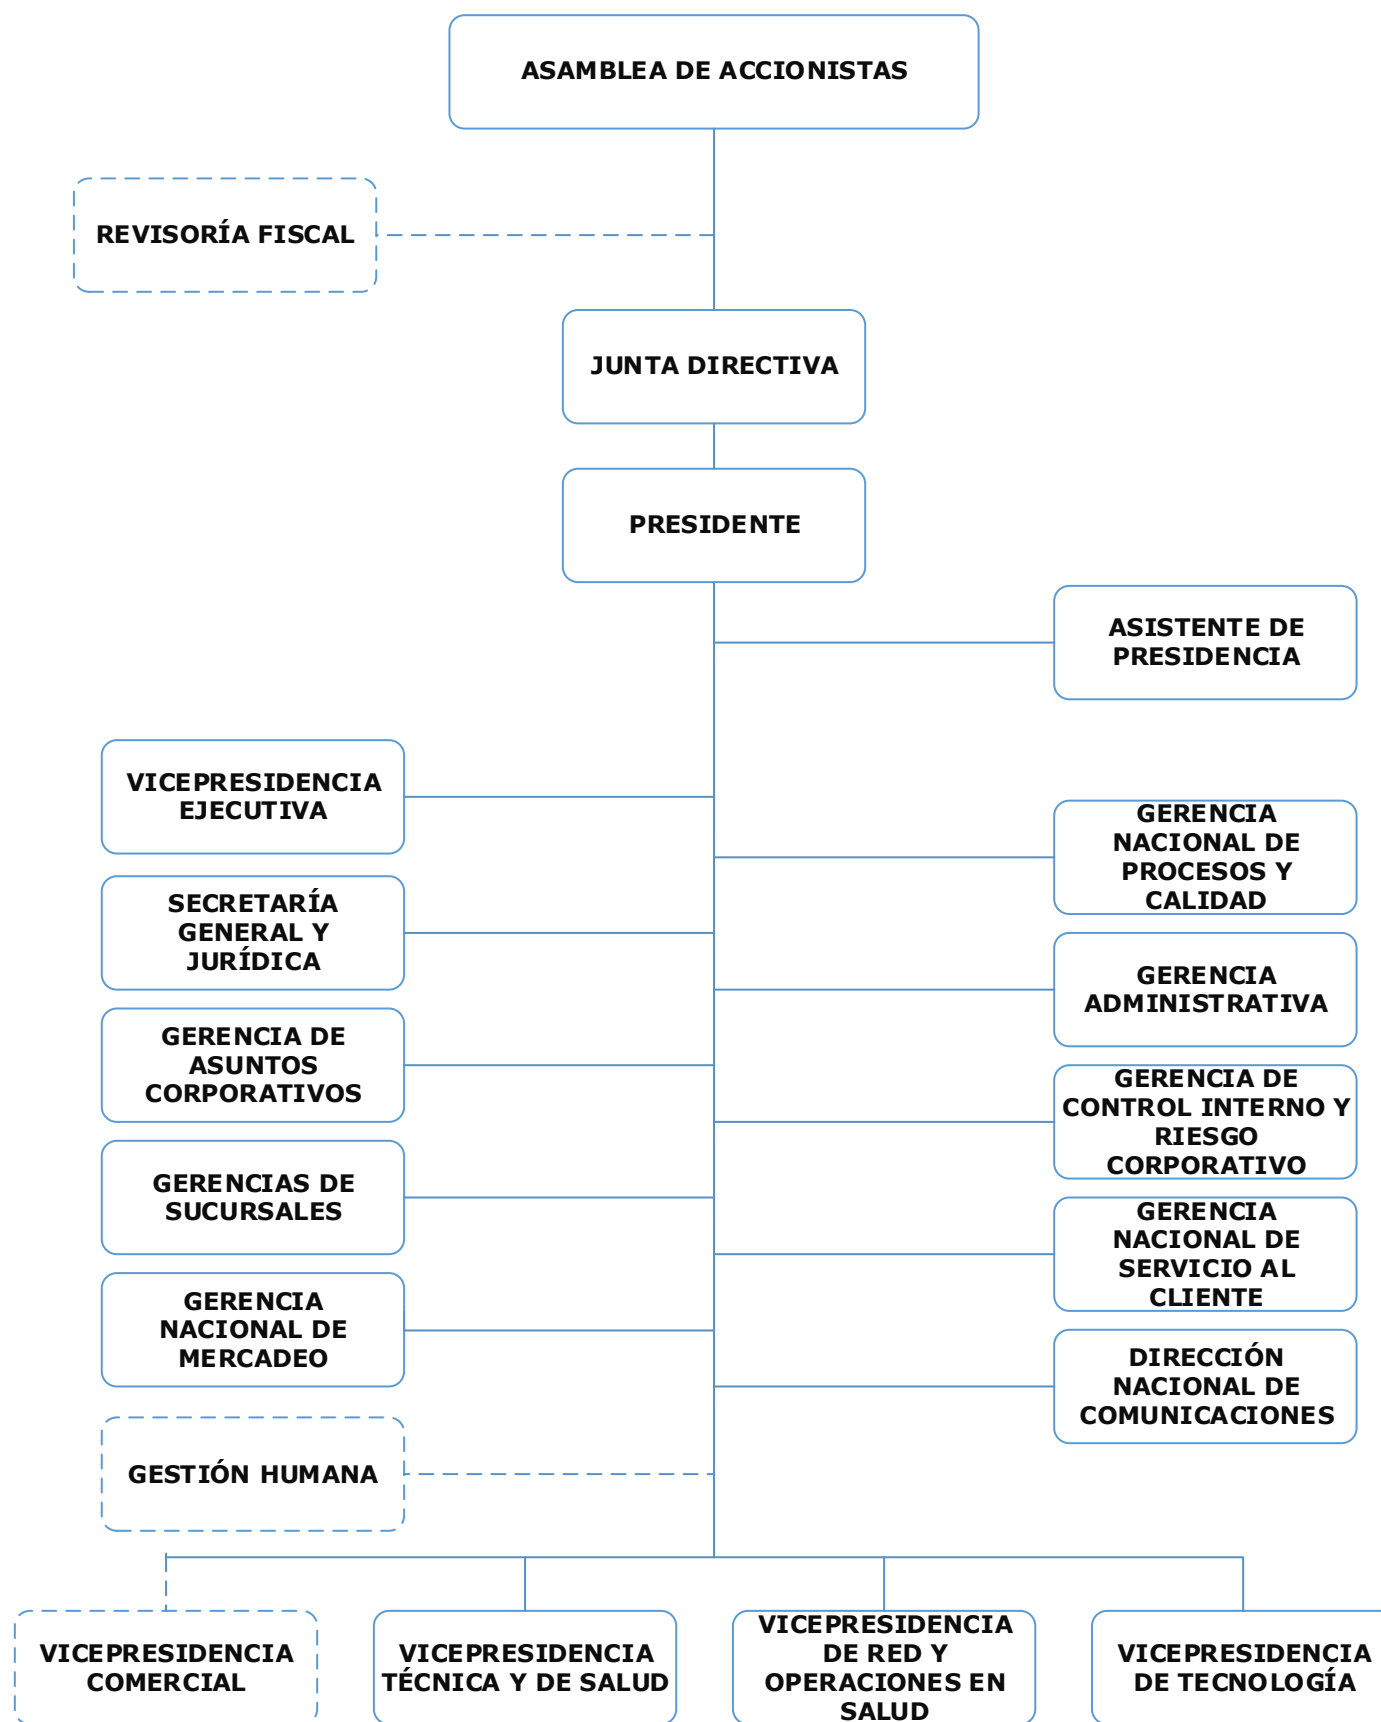 ASAMBLEA DE ACCIONISTAS
REVISORÍA FISCAL
JUNTA DIRECTIVA
PRESIDENTE
ASISTENTE DE
PRESIDENCIA
VICEPRESIDENCIA
EJECUTIVA
GERENCIA
NACIONAL DE
PROCESOS Y
CALIDAD
SECRETARÍA
GENERAL Y
JURÍDICA
GERENCIA
ADMINISTRATIVA
GERENCIA DE
ASUNTOS
CORPORATIVOS
GERENCIA DE
CONTROL INTERNO Y
RIESGO
CORPORATIVO
GERENCIAS DE
SUCURSALES
GERENCIA
NACIONAL DE
SERVICIO AL
CLIENTE
GERENCIA
NACIONAL DE
MERCADEO
DIRECCIÓN
NACIONAL DE
COMUNICACIONES
GESTIÓN HUMANA
VICEPRESIDENCIA
COMERCIAL
VICEPRESIDENCIA
TÉCNICA Y DE SALUD
VICEPRESIDENCIA
DE RED Y
OPERACIONES EN
SALUD
VICEPRESIDENCIA
DE TECNOLOGÍA